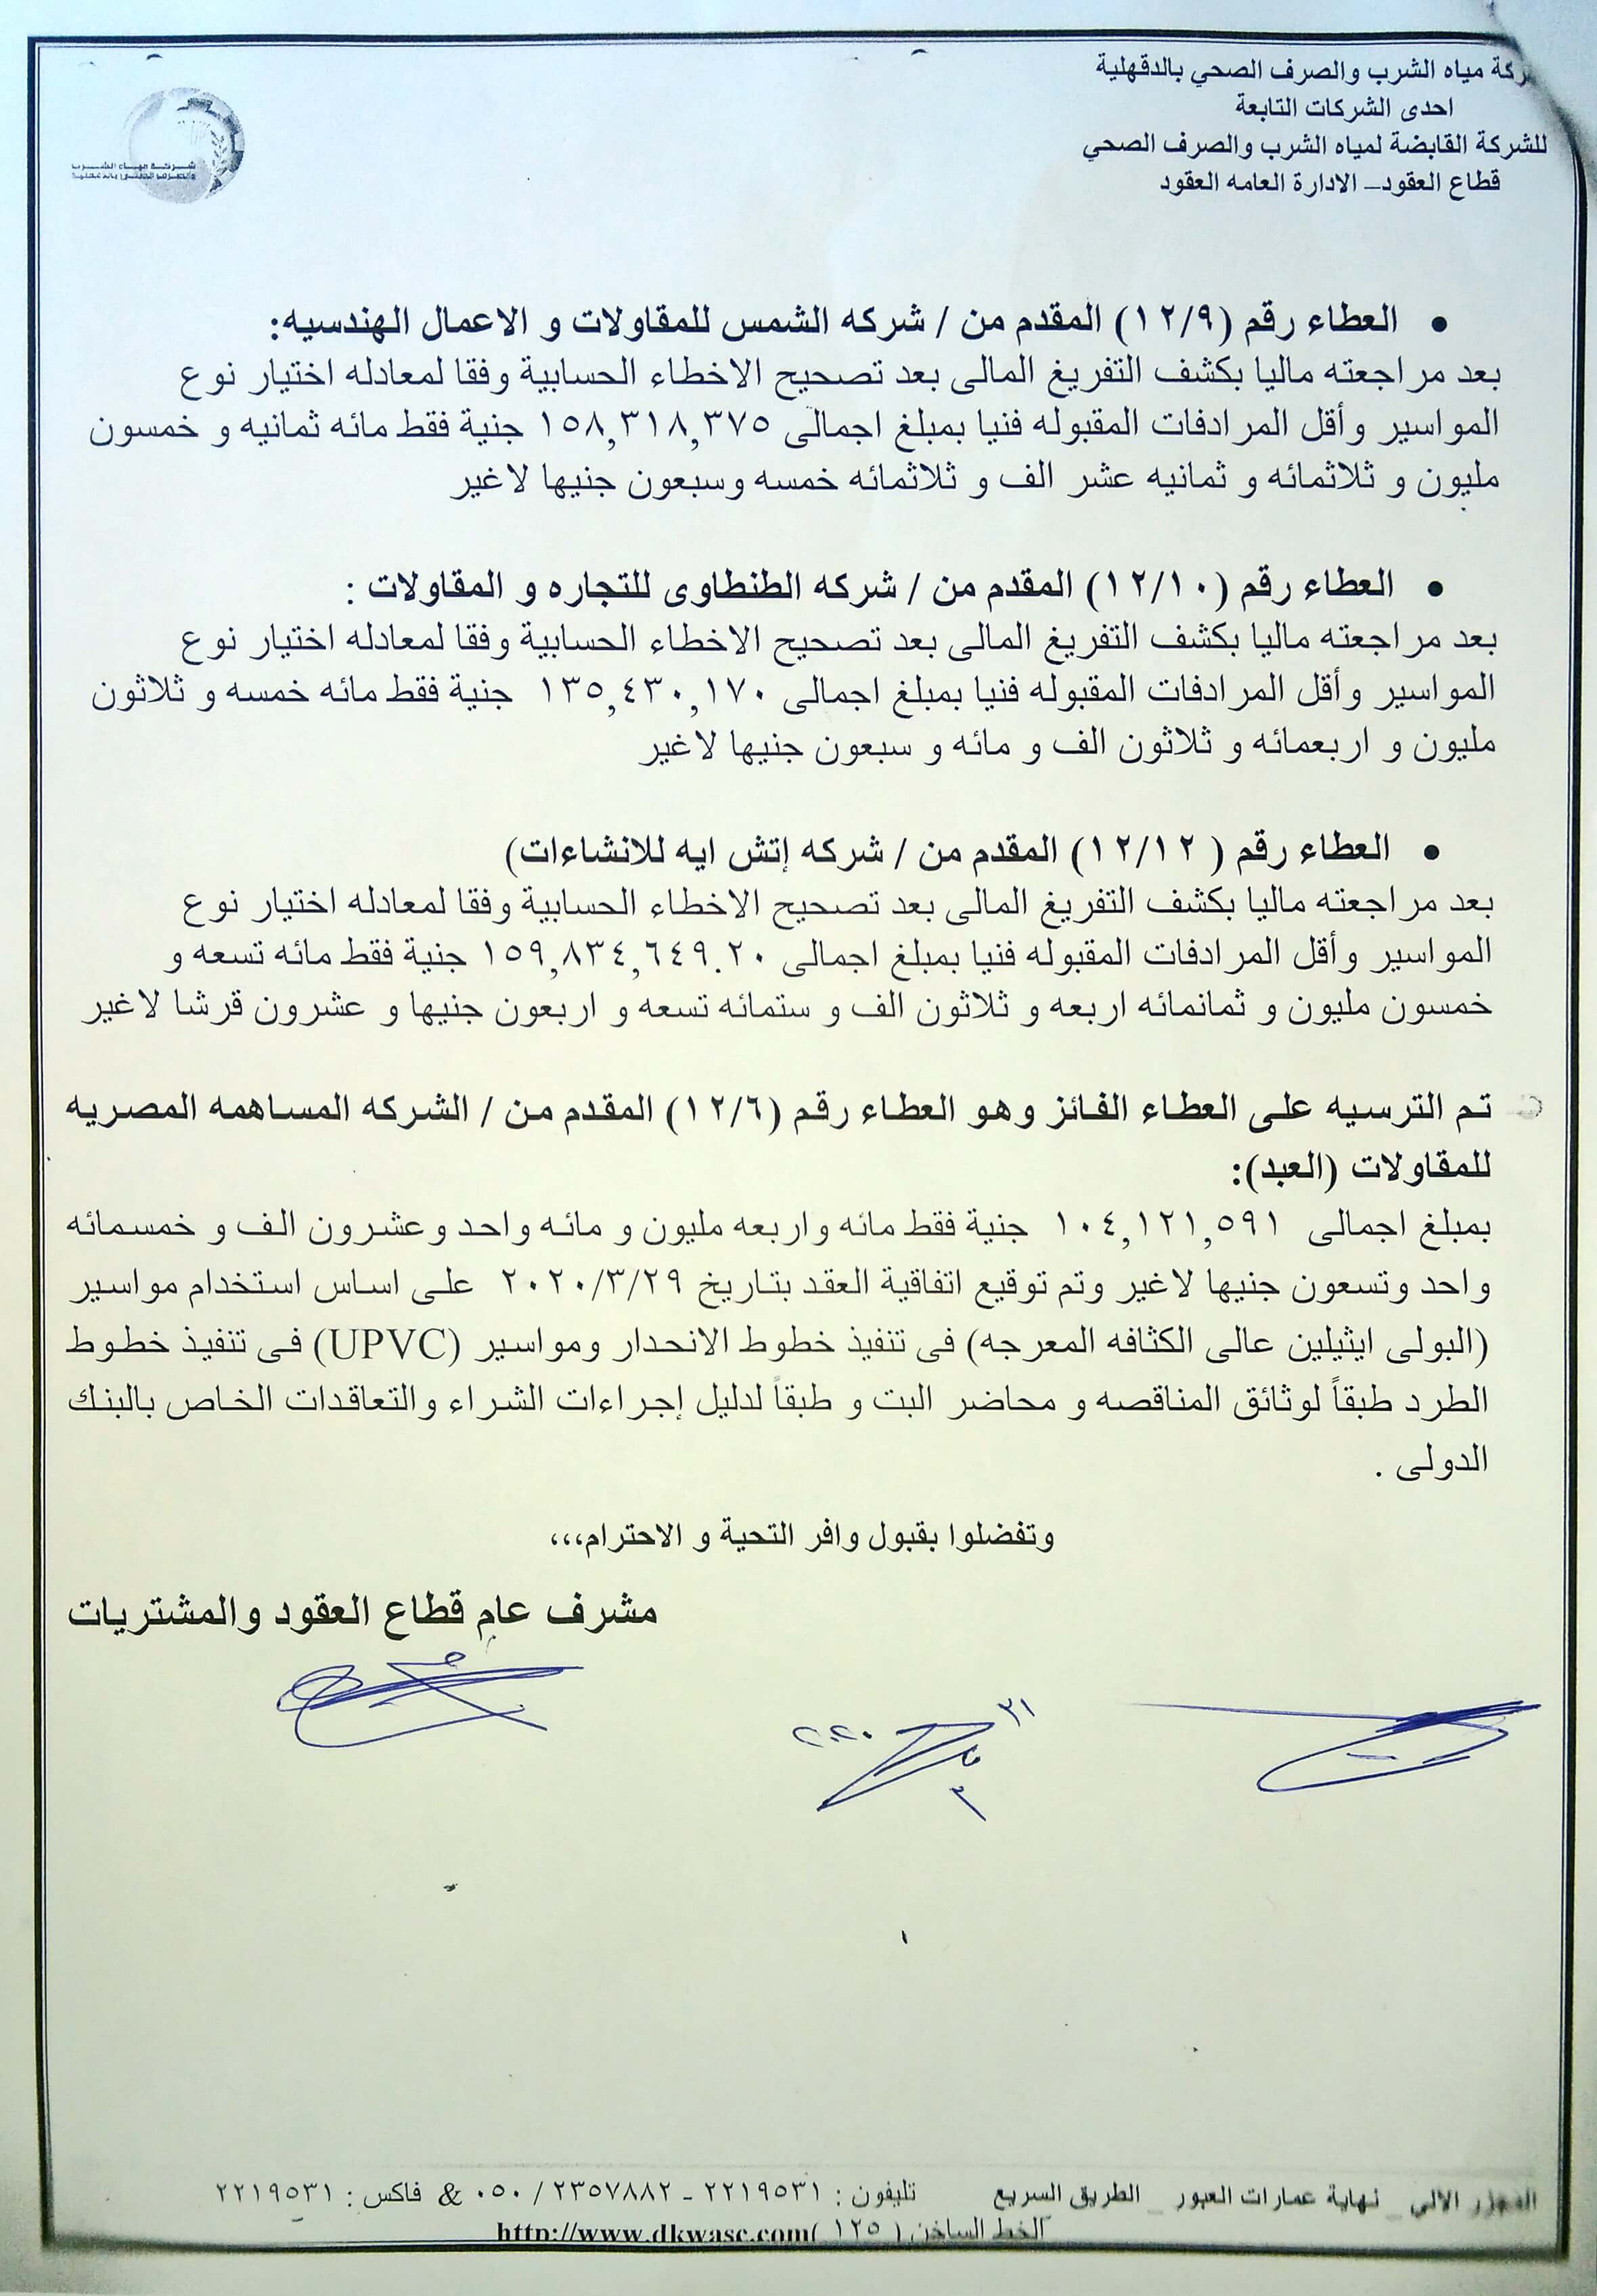 شركة مياه الشرب والصرف الصحي بالدقهلية
احدى الشركات التابعة
للشركة القابضة لمياه الشرب والصرف الصحي
قطاع العقود– الادارة العامه العقود
شركة مياه الشرب
والصرف الصحى بالدقهلية
• العطاء رقم (١٢/٩) المقدم من / شركه الشمس للمقاولات و الاعمال الهندسيه:
بعد مراجعته ماليا بكشف التفريغ المالى بعد تصحيح الاخطاء الحسابية وفقا لمعادله اختيار نوع
المواسير وأقل المرادفات المقبوله فنيا بمبلغ اجمالى ١٥٨,٣١٨,٣٧٥ جنية فقط مائه ثمانيه و خمسون
مليون و ثلاثمائه و ثمانيه عشر الف و ثلاثمائه خمسه وسبعون جنيها لاغير
• العطاء رقم (١٢/١٠) المقدم من / شركه الطنطاوى للتجاره و المقاولات :
بعد مراجعته ماليا بكشف التفريغ المالى بعد تصحيح الاخطاء الحسابية وفقا لمعادله اختيار نوع
المواسير وأقل المرادفات المقبوله فنيا بمبلغ اجمالى ١٣٥,٤٣٠,١٧٠ جنية فقط مائه خمسه و ثلاثون
مليون و اربعمائه و ثلاثون الف و مائه و سبعون جنيها لاغير
• العطاء رقم ( ١٢/١٢) المقدم من / شركه إتش ايه للانشاءات)
بعد مراجعته ماليا بكشف التفريغ المالى بعد تصحيح الاخطاء الحسابية وفقا لمعادله اختيار نوع
المواسير وأقل المرادفات المقبوله فنيا بمبلغ اجمالى ١٥٩,٨٣٤,٦٤٩.٢٠ جنية فقط مائه تسعه و
خمسون مليون و ثمانمائه اربعه و ثلاثون الف و ستمائه تسعه و اربعون جنيها و عشرون قرشا لاغير
تم الترسيه على العطاء الفائز وهو العطاء رقم (١٢/٦) المقدم من / الشركه المساهمه المصريه
للمقاولات (العبد):
بمبلغ اجمالى ١٠٤,١٢١,٥٩١ جنية فقط مائه واربعه مليون و مائه واحد وعشرون الف و خمسمائه
واحد وتسعون جنيها لاغير وتم توقيع اتفاقية العقد بتاريخ ٢٠٢٠/٣/٢٩ على اساس استخدام مواسير
(البولى ايثيلين عالى الكثافه المعرجه) فى تنفيذ خطوط الانحدار ومواسير (UPVC) فى تنفيذ خطوط
الطرد طبقاً لوثائق المناقصه و محاضر البت و طبقاً لدليل إجراءات الشراء والتعاقدات الخاص بالبنك
الدولى .
وتفضلوا بقبول وافر التحية و الاحترام،،،
مشرف عام قطاع العقود والمشتريات
٣١
٣
٢٠٢٠
المجزر الالى _ نهاية عمارات العبور _ الطريق السريع تليفون : ٢٢١٩٥٣١ - ٢٣٥٧٨٨٢ / ٠٥٠ & فاكس : ٢٢١٩٥٣١
الخط الساخن ( ١٢٥ )http://www.dkwasc.com